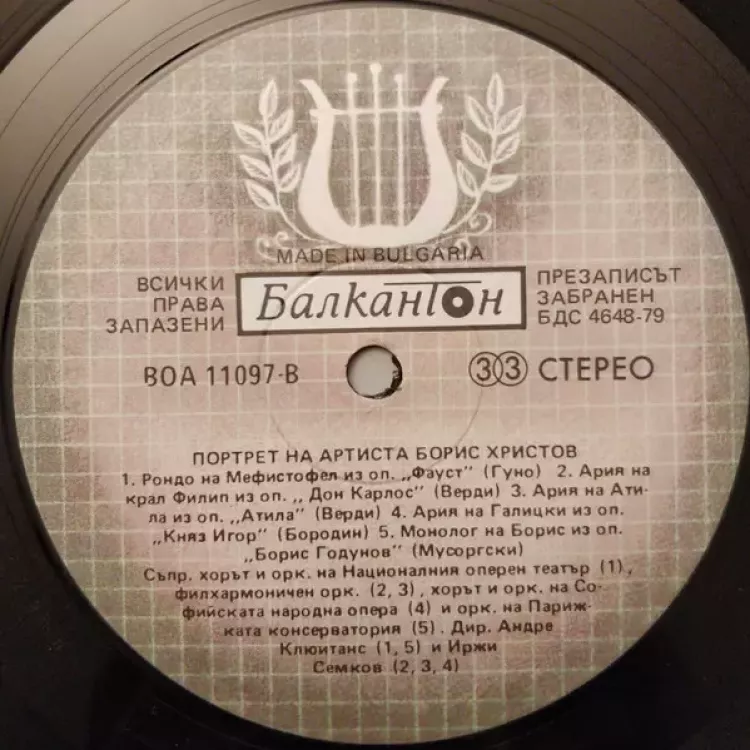 MADE IN BULGARIA
ВСИЧКИ
ПРАВА
ЗАПАЗЕНИ
Балкантон
ПРЕЗАПИСЪТ
ЗАБРАНЕН
БДС 4648-79
ВОА 11097-В
33 СТЕРЕО
ПОРТРЕТ НА АРТИСТА БОРИС ХРИСТОВ
1. Рондо на Мефистофел из оп. „Фауст" (Гуно) 2. Ария на
крал Филип из оп. „ Дон Карлос" (Верди) 3. Ария на Ати-
ла из оп. „Атила" (Верди) 4. Ария на Галицки из оп.
„Княз Игор" (Бородин) 5. Монолог на Борис из оп.
„Борис Годунов" (Мусоргски)
Съпр. хорът и орк. на Националния оперен театър (1),
филхармоничен орк. (2, 3), хорът и орк. на Со-
фийската народна опера (4) и орк. на Париж-
ката консерватория (5). Дир. Андре
Клюитанс (1, 5) и Иржи
Семков (2, 3, 4)